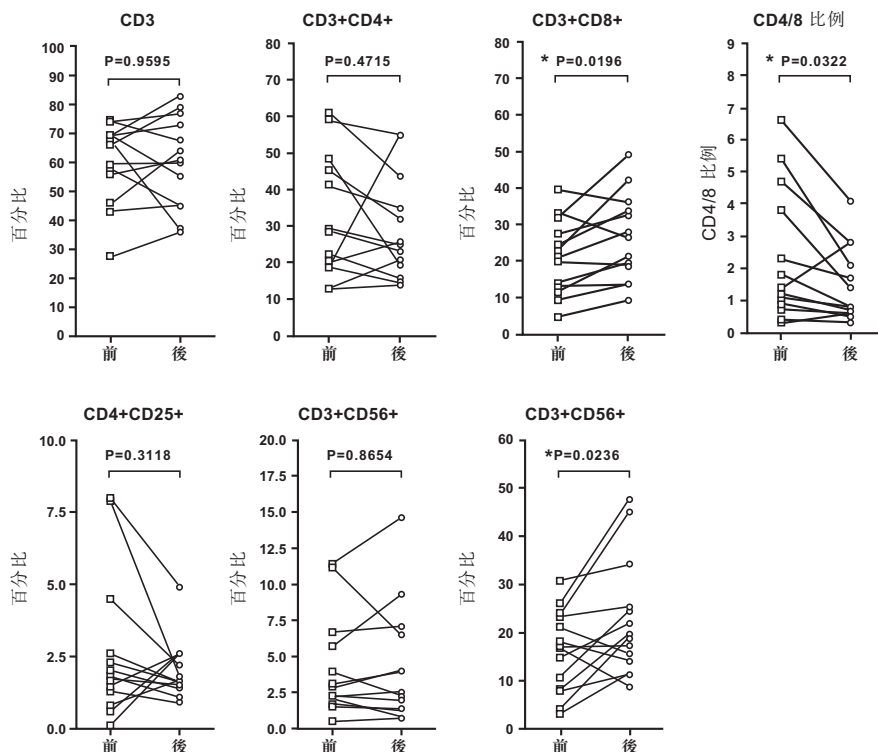 CD3
P=0.9595
百分比
100
90
80
70
60
50
40
30
20
10
0
前 後
CD3+CD4+
P=0.4715
百分比
80
70
60
50
40
30
20
10
0
前 後
CD3+CD8+
* P=0.0196
百分比
80
70
60
50
40
30
20
10
0
前 後
CD4/8 比例
* P=0.0322
CD4/8 比例
9
8
7
6
5
4
3
2
1
0
前 後
CD4+CD25+
P=0.3118
百分比
10.0
7.5
5.0
2.5
0.0
前 後
CD3+CD56+
P=0.8654
百分比
20.0
17.5
15.0
12.5
10.0
7.5
5.0
2.5
0.0
前 後
CD3+CD56+
*P=0.0236
百分比
60
50
40
30
20
10
0
前 後